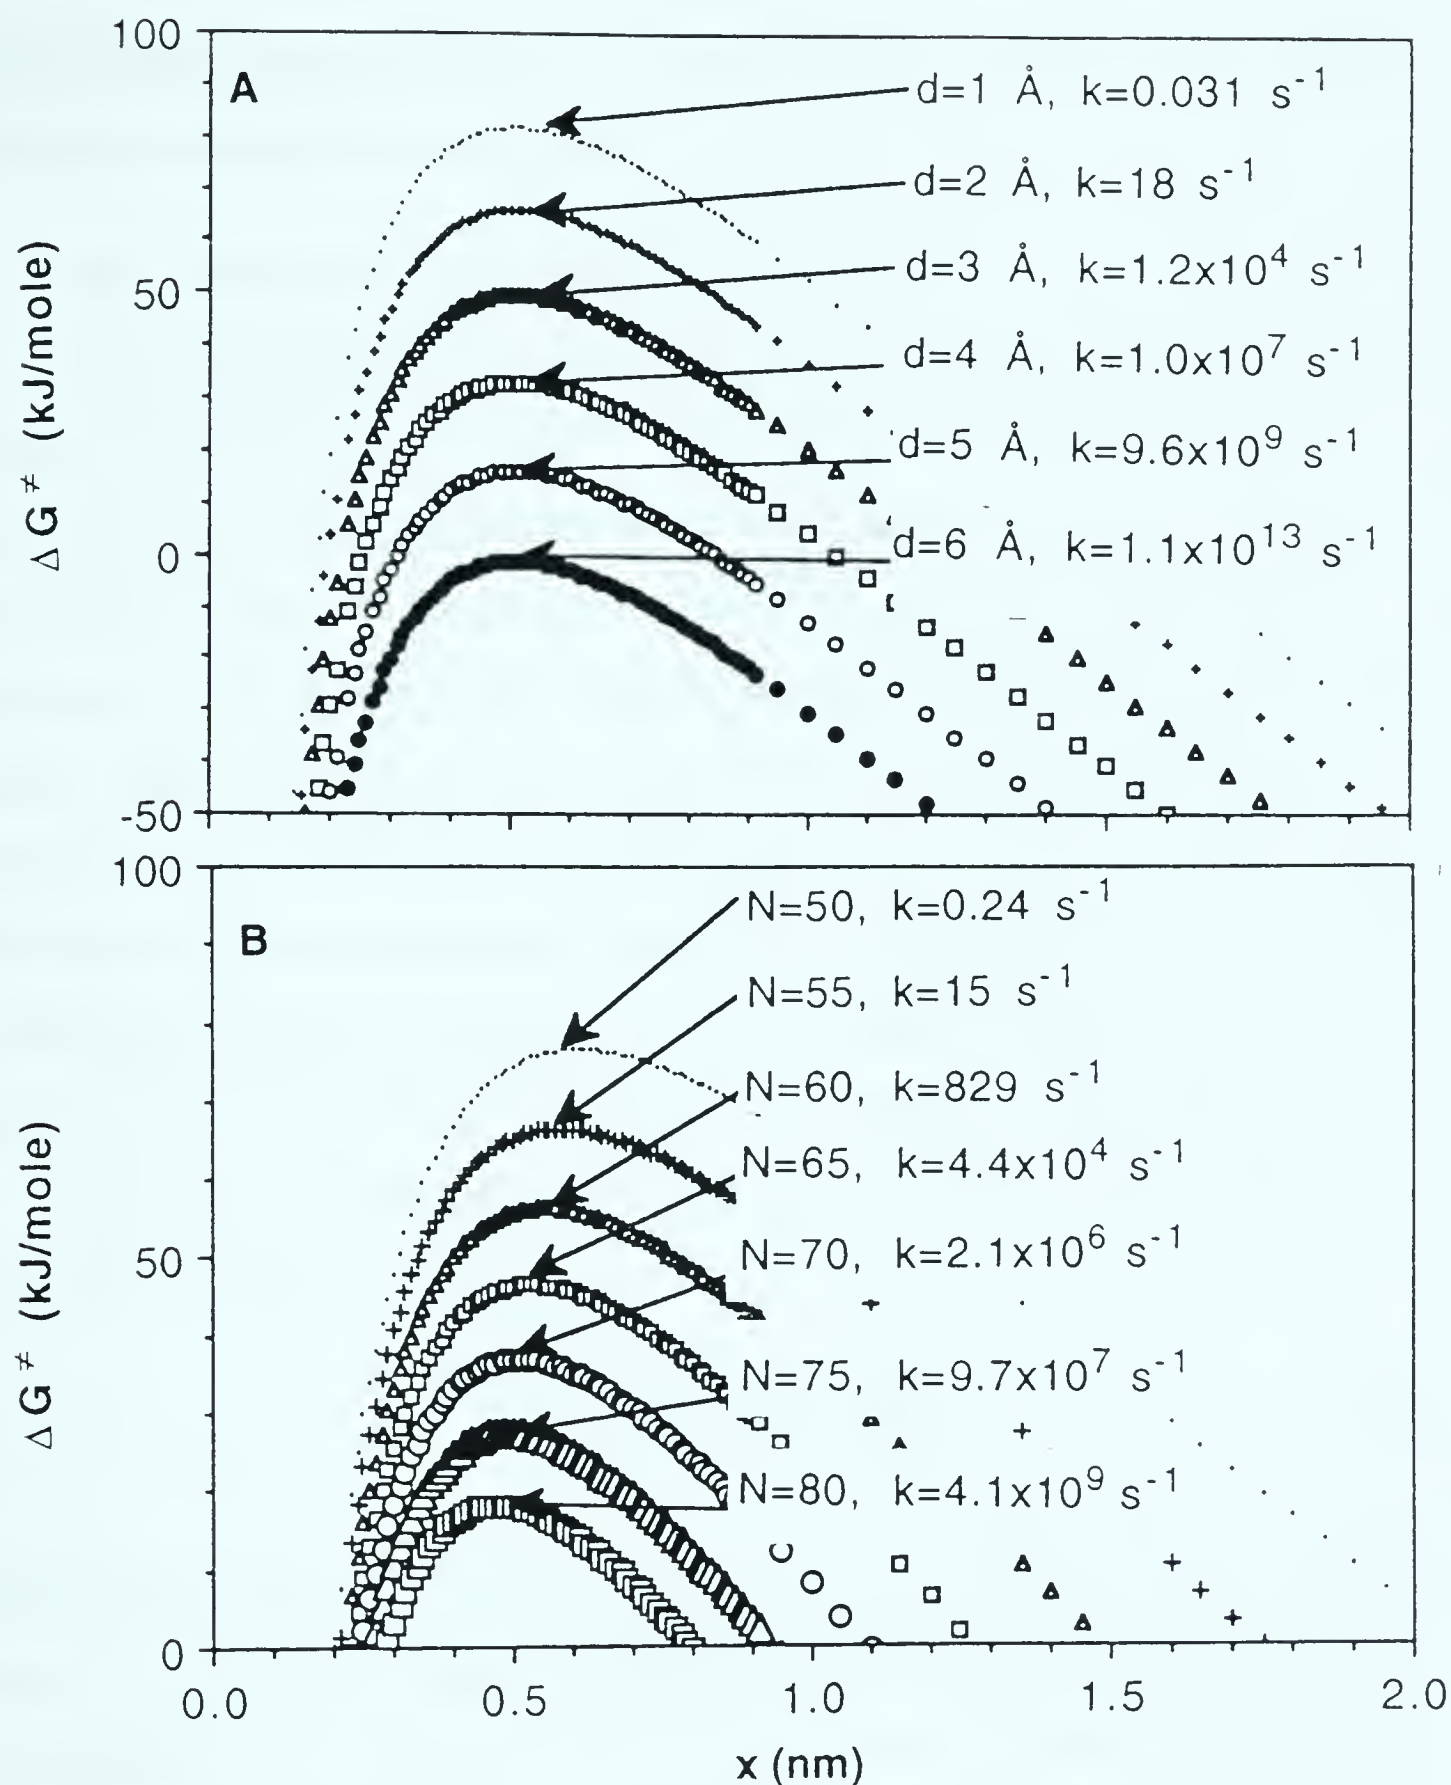 100
A
d=1 Å, k=0.031 s⁻¹
d=2 Å, k=18 s⁻¹
d=3 Å, k=1.2x10⁴ s⁻¹
50
d=4 Å, k=1.0x10⁷ s⁻¹
d=5 Å, k=9.6x10⁹ s⁻¹
d=6 Å, k=1.1x10¹³ s⁻¹
0
-50
ΔG≠ (kJ/mole)
100
B
N=50, k=0.24 s⁻¹
N=55, k=15 s⁻¹
N=60, k=829 s⁻¹
N=65, k=4.4x10⁴ s⁻¹
N=70, k=2.1x10⁶ s⁻¹
50
N=75, k=9.7x10⁷ s⁻¹
N=80, k=4.1x10⁹ s⁻¹
0
ΔG≠ (kJ/mole)
0.0 0.5 1.0 1.5 2.0
x (nm)